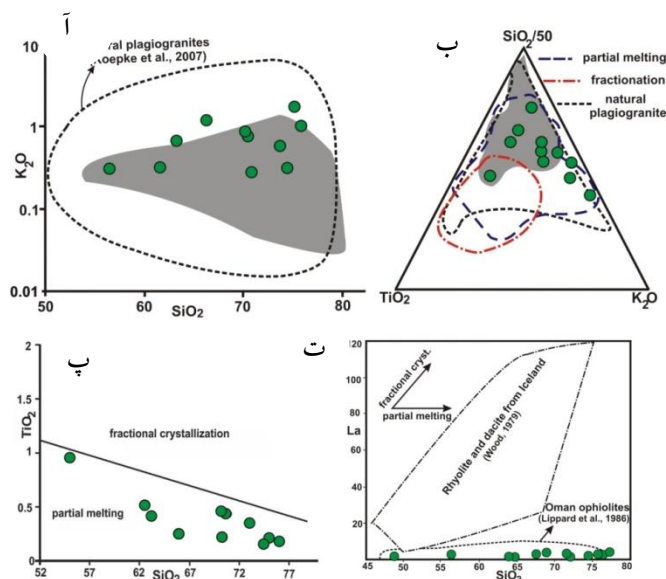 آ
ral plagiogranites
oepke et al., 2007)
10
1
0.1
0.01
K₂O
50
60
70
80
SiO₂
ب
SiO₂/50
partial melting
fractionation
natural
plagiogranite
TiO₂
K₂O
پ
2
1.5
1
0.5
0
TiO₂
fractional crystallization
partial melting
52
57
62
67
72
77
SiO₂
ت
120
100
80
60
40
20
La
fractional cryst.
partial melting
Rhyolite and dacite from Iceland
(Wood, 1979)
Oman ophiolites
(Lippard et al., 1986)
45
50
55
60
65
70
75
80
SiO₂